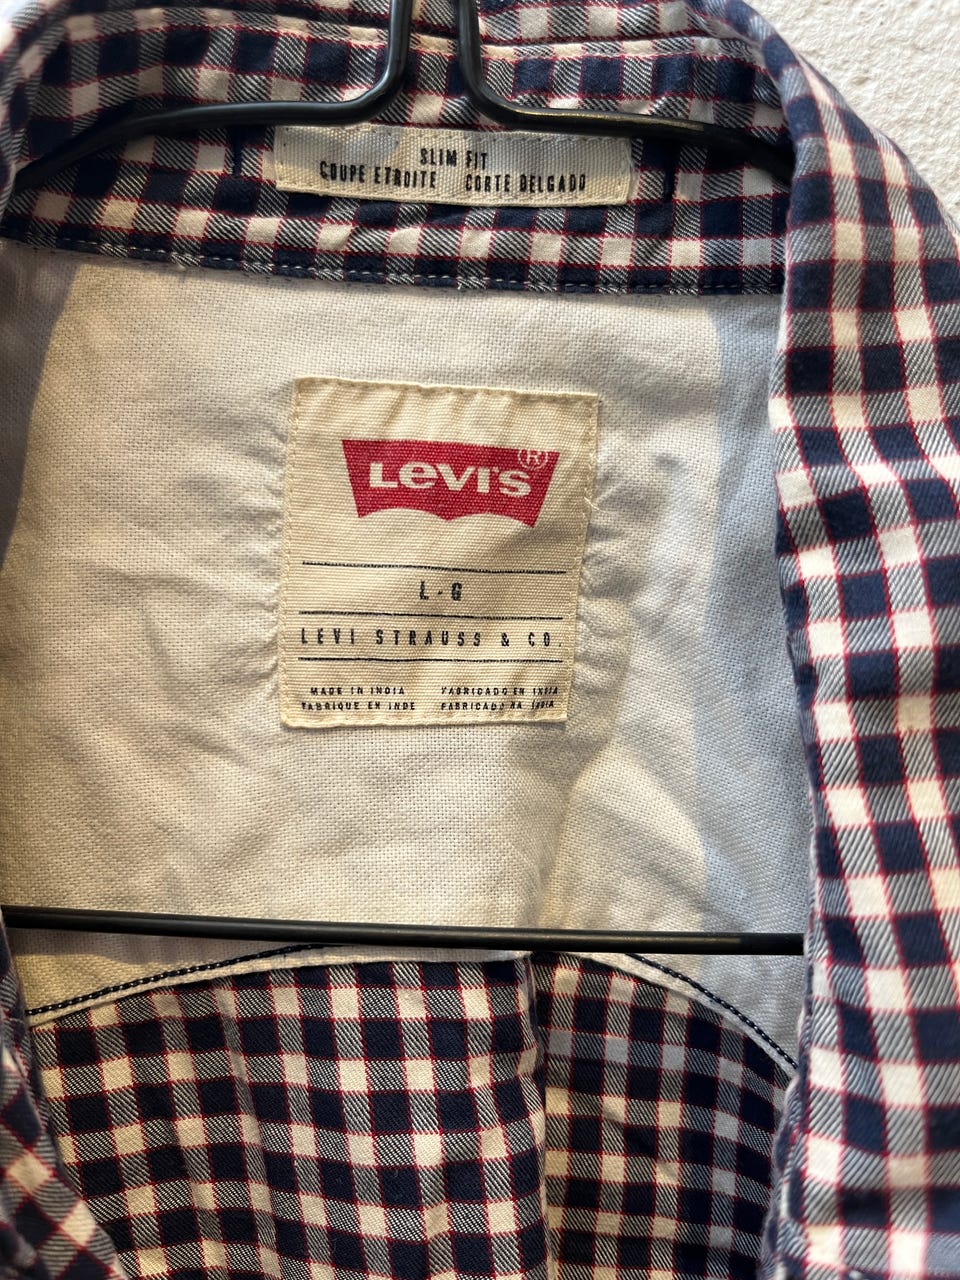 SLIM FIT
COUPE ETROITE CORTE DELGADO
Levi's®
L - G
LEVI STRAUSS & CO.
MADE IN INDIA FABRICADO EN INDIA
FABRIQUE EN INDE FABRICADO NA INDIA